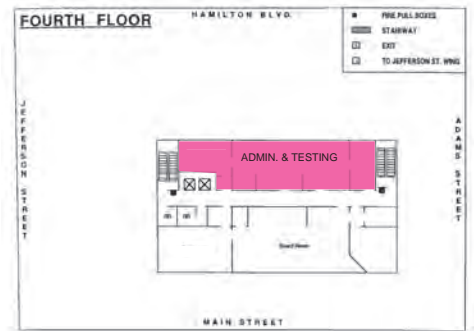 FOURTH FLOOR
HAMILTON BLVD.
FIRE PULL BOXES
STAIRWAY
EXIT
TO JEFFERSON ST. WING
JEFFERSON STREET
ADAMS STREET
ADMIN. & TESTING
Board Room
MAIN STREET